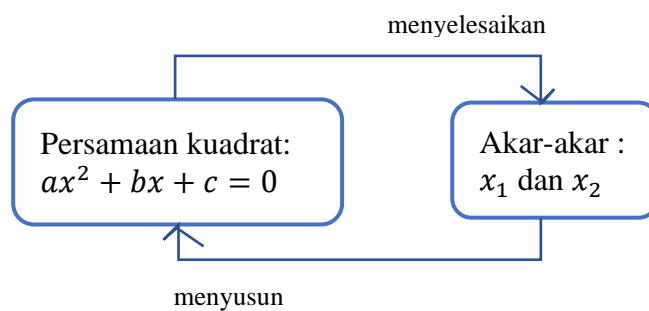 menyelesaikan
Persamaan kuadrat:
𝑎𝑥² + 𝑏𝑥 + 𝑐 = 0
Akar-akar :
𝑥₁ dan 𝑥₂
menyusun